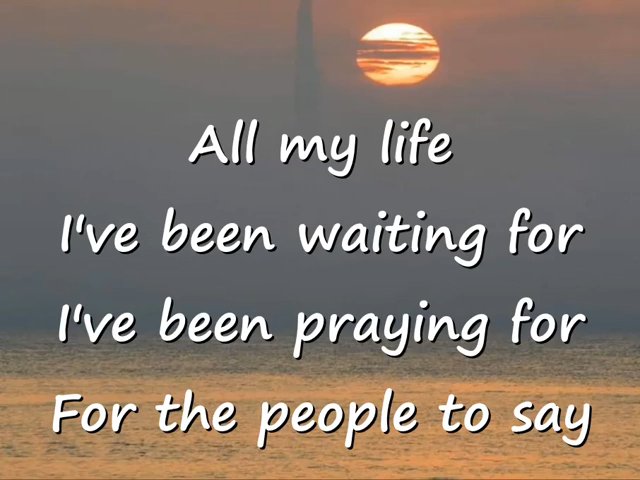 All my life
I've been waiting for
I've been praying for
For the people to say